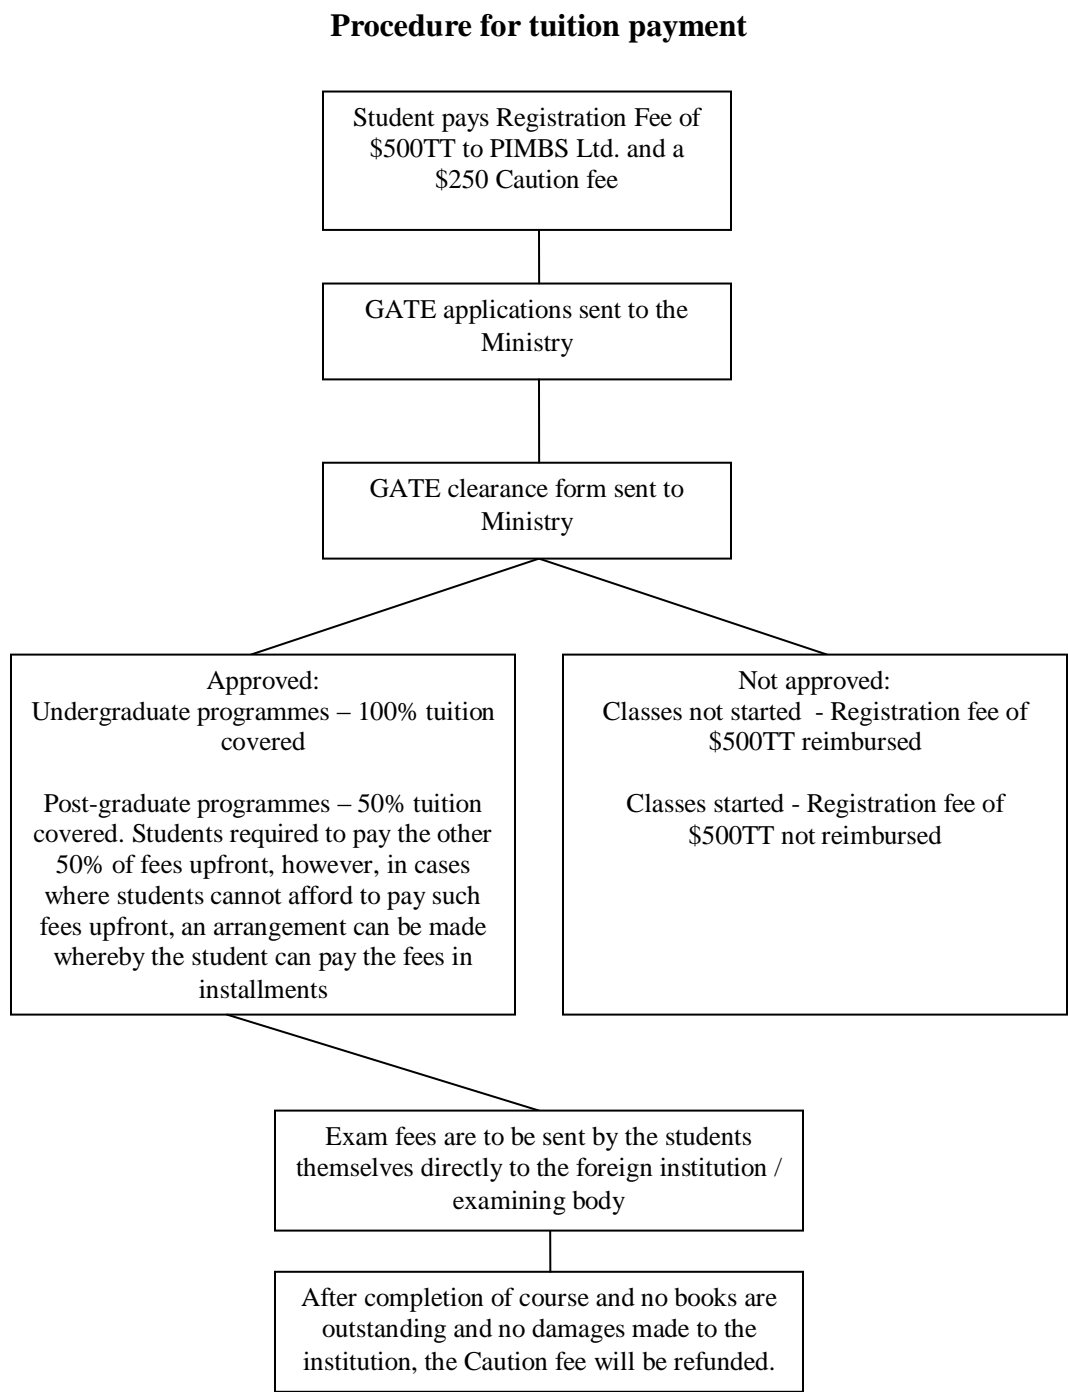 Procedure for tuition payment
Student pays Registration Fee of
$500TT to PIMBS Ltd. and a
$250 Caution fee
GATE applications sent to the
Ministry
GATE clearance form sent to
Ministry
Approved:
Undergraduate programmes – 100% tuition
covered
Post-graduate programmes – 50% tuition
covered. Students required to pay the other
50% of fees upfront, however, in cases
where students cannot afford to pay such
fees upfront, an arrangement can be made
whereby the student can pay the fees in
installments
Not approved:
Classes not started  - Registration fee of
$500TT reimbursed
Classes started - Registration fee of
$500TT not reimbursed
Exam fees are to be sent by the students
themselves directly to the foreign institution /
examining body
After completion of course and no books are
outstanding and no damages made to the
institution, the Caution fee will be refunded.